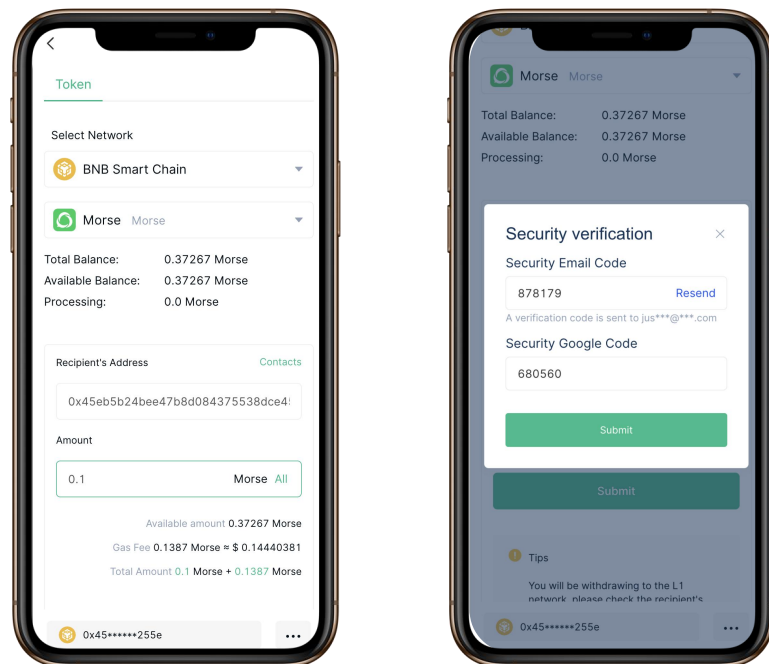 Token
Select Network
BNB Smart Chain
Morse Morse
Total Balance: 0.37267 Morse
Available Balance: 0.37267 Morse
Processing: 0.0 Morse
Recipient's Address Contacts
0x45eb5b24bee47b8d084375538dce4
Amount
0.1 Morse All
Available amount 0.37267 Morse
Gas Fee 0.1387 Morse ≈ $ 0.14440381
Total Amount 0.1 Morse + 0.1387 Morse
0x45******255e
Morse Morse
Total Balance: 0.37267 Morse
Available Balance: 0.37267 Morse
Processing: 0.0 Morse
Security verification
Security Email Code
878179 Resend
A verification code is sent to jus***@***.com
Security Google Code
680560
Submit
Submit
Tips
You will be withdrawing to the L1
network, please check the recipient's
0x45******255e